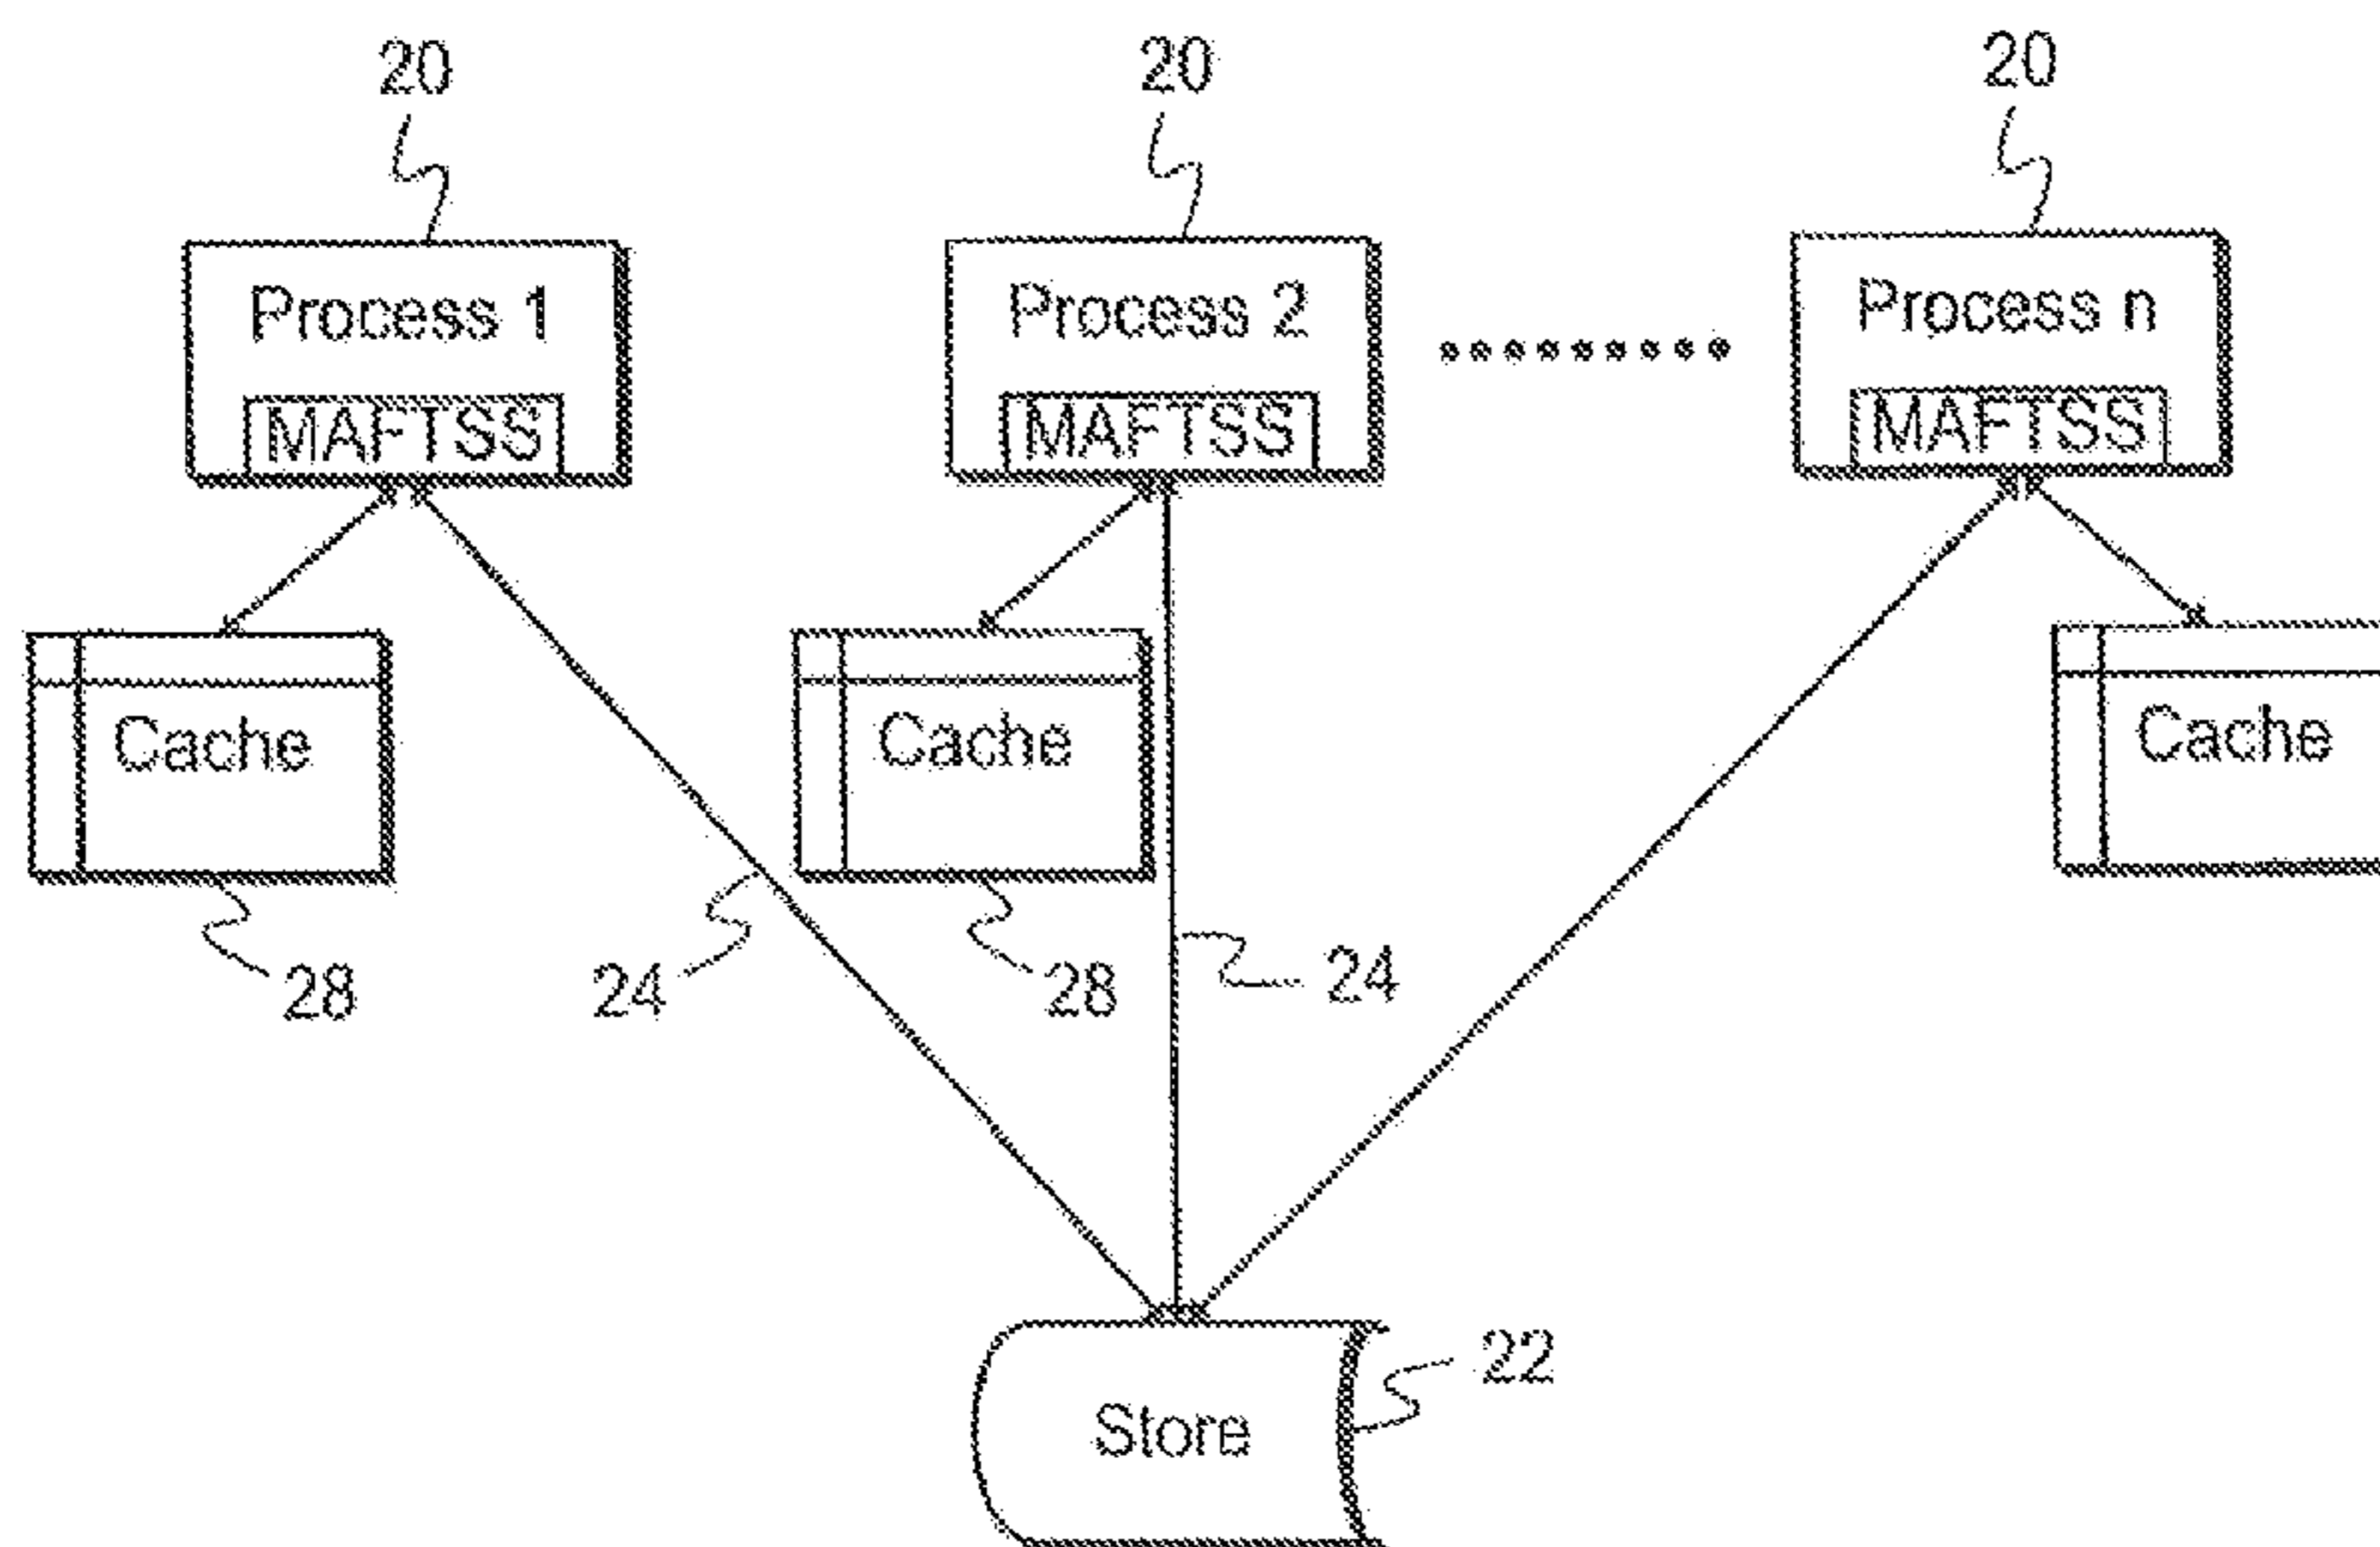 20 20 20
Process 1 Process 2 Process n
MAFTSS MAFTSS MAFTSS
Cache Cache Cache
28 24 28 24
22
Store